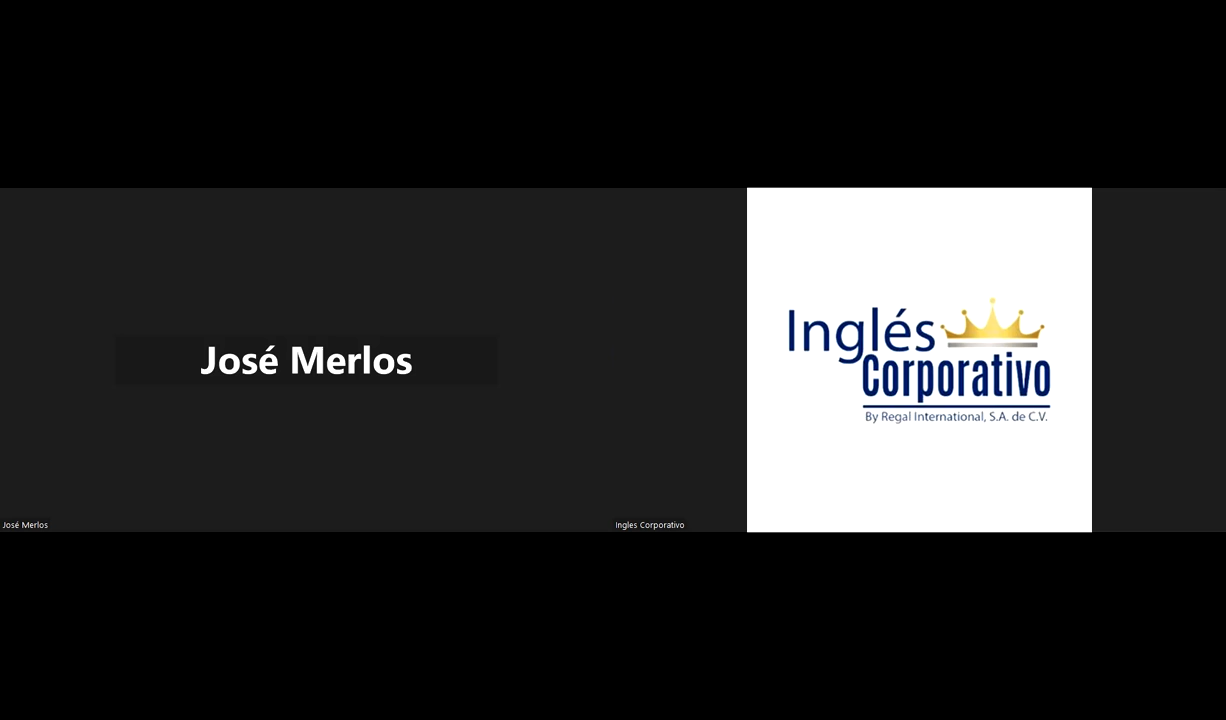 José Merlos
Inglés
Corporativo
By Regal International, S.A. de C.V.
José Merlos
Ingles Corporativo